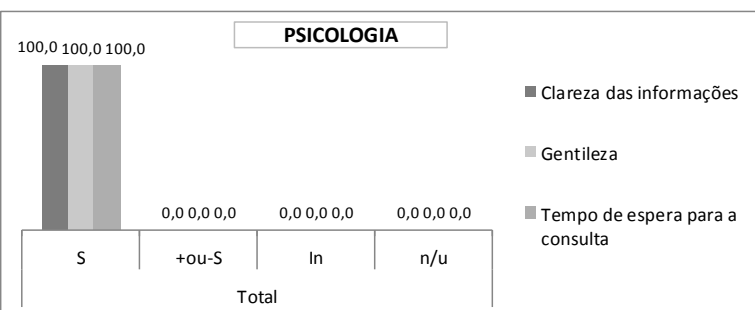 PSICOLOGIA
100,0 100,0 100,0
0,0 0,0 0,0
0,0 0,0 0,0
0,0 0,0 0,0
S
+ou-S
In
n/u
Total
Clareza das informações
Gentileza
Tempo de espera para a
consulta